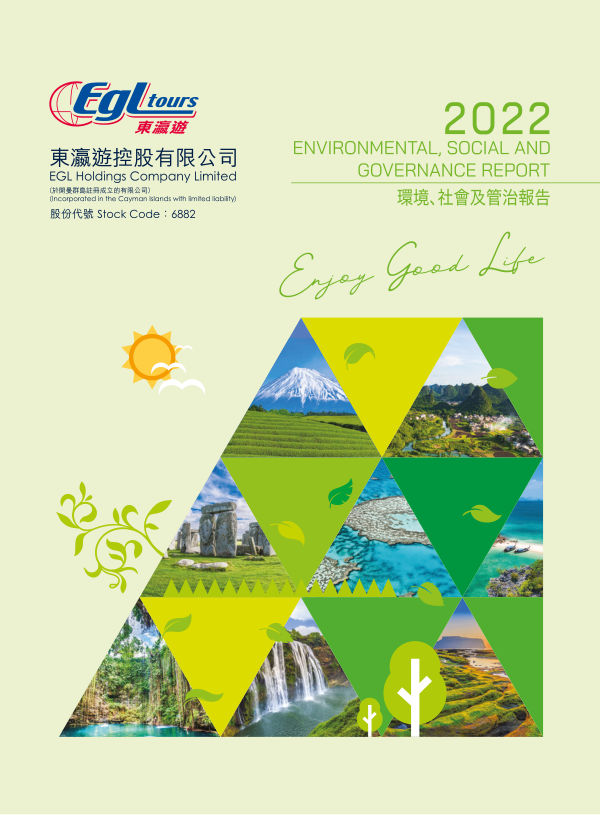 EGL tours
東瀛遊
東瀛遊控股有限公司
EGL Holdings Company Limited
(於開曼群島註冊成立的有限公司)
(Incorporated in the Cayman Islands with limited liability)
股份代號 Stock Code：6882
2022
ENVIRONMENTAL, SOCIAL AND
GOVERNANCE REPORT
環境、社會及管治報告
Enjoy Good Life